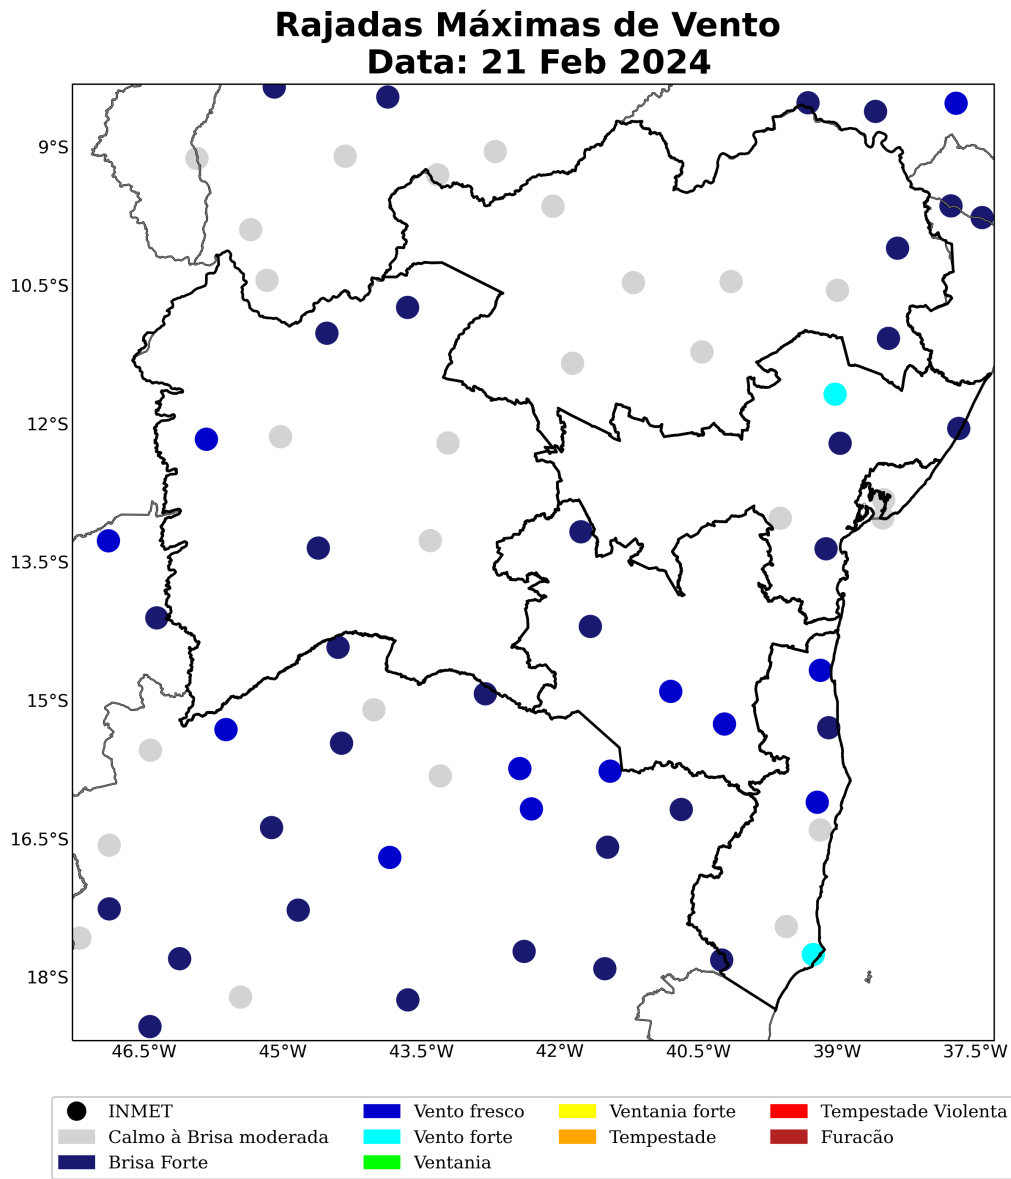 Rajadas Máximas de Vento
Data: 21 Feb 2024
9°S
10.5°S
12°S
13.5°S
15°S
16.5°S
18°S
46.5°W 45°W 43.5°W 42°W 40.5°W 39°W 37.5°W
INMET Vento fresco Ventania forte Tempestade Violenta
Calmo à Brisa moderada Vento forte Tempestade Furacão
Brisa Forte Ventania